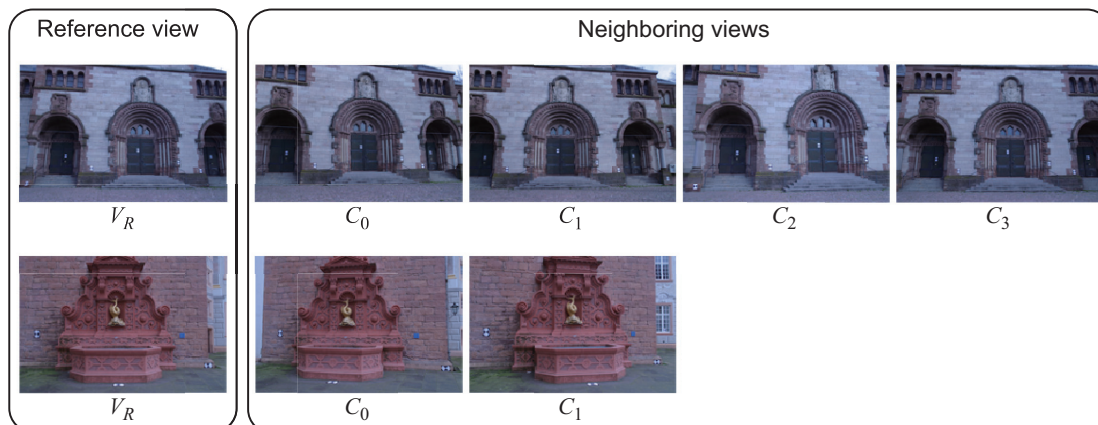 Reference view
Neighboring views
V_R
C_0
C_1
C_2
C_3
V_R
C_0
C_1